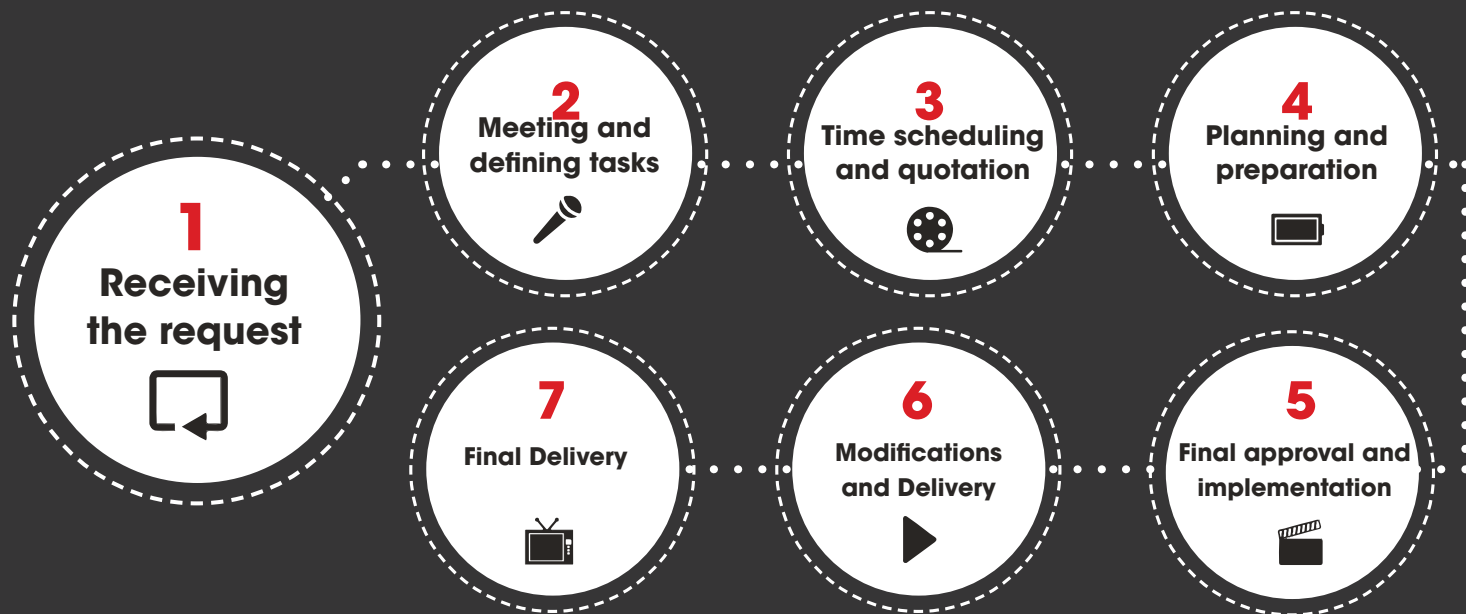 1
Receiving
the request
2
Meeting and
defining tasks
3
Time scheduling
and quotation
4
Planning and
preparation
5
Final approval and
implementation
6
Modifications
and Delivery
7
Final Delivery